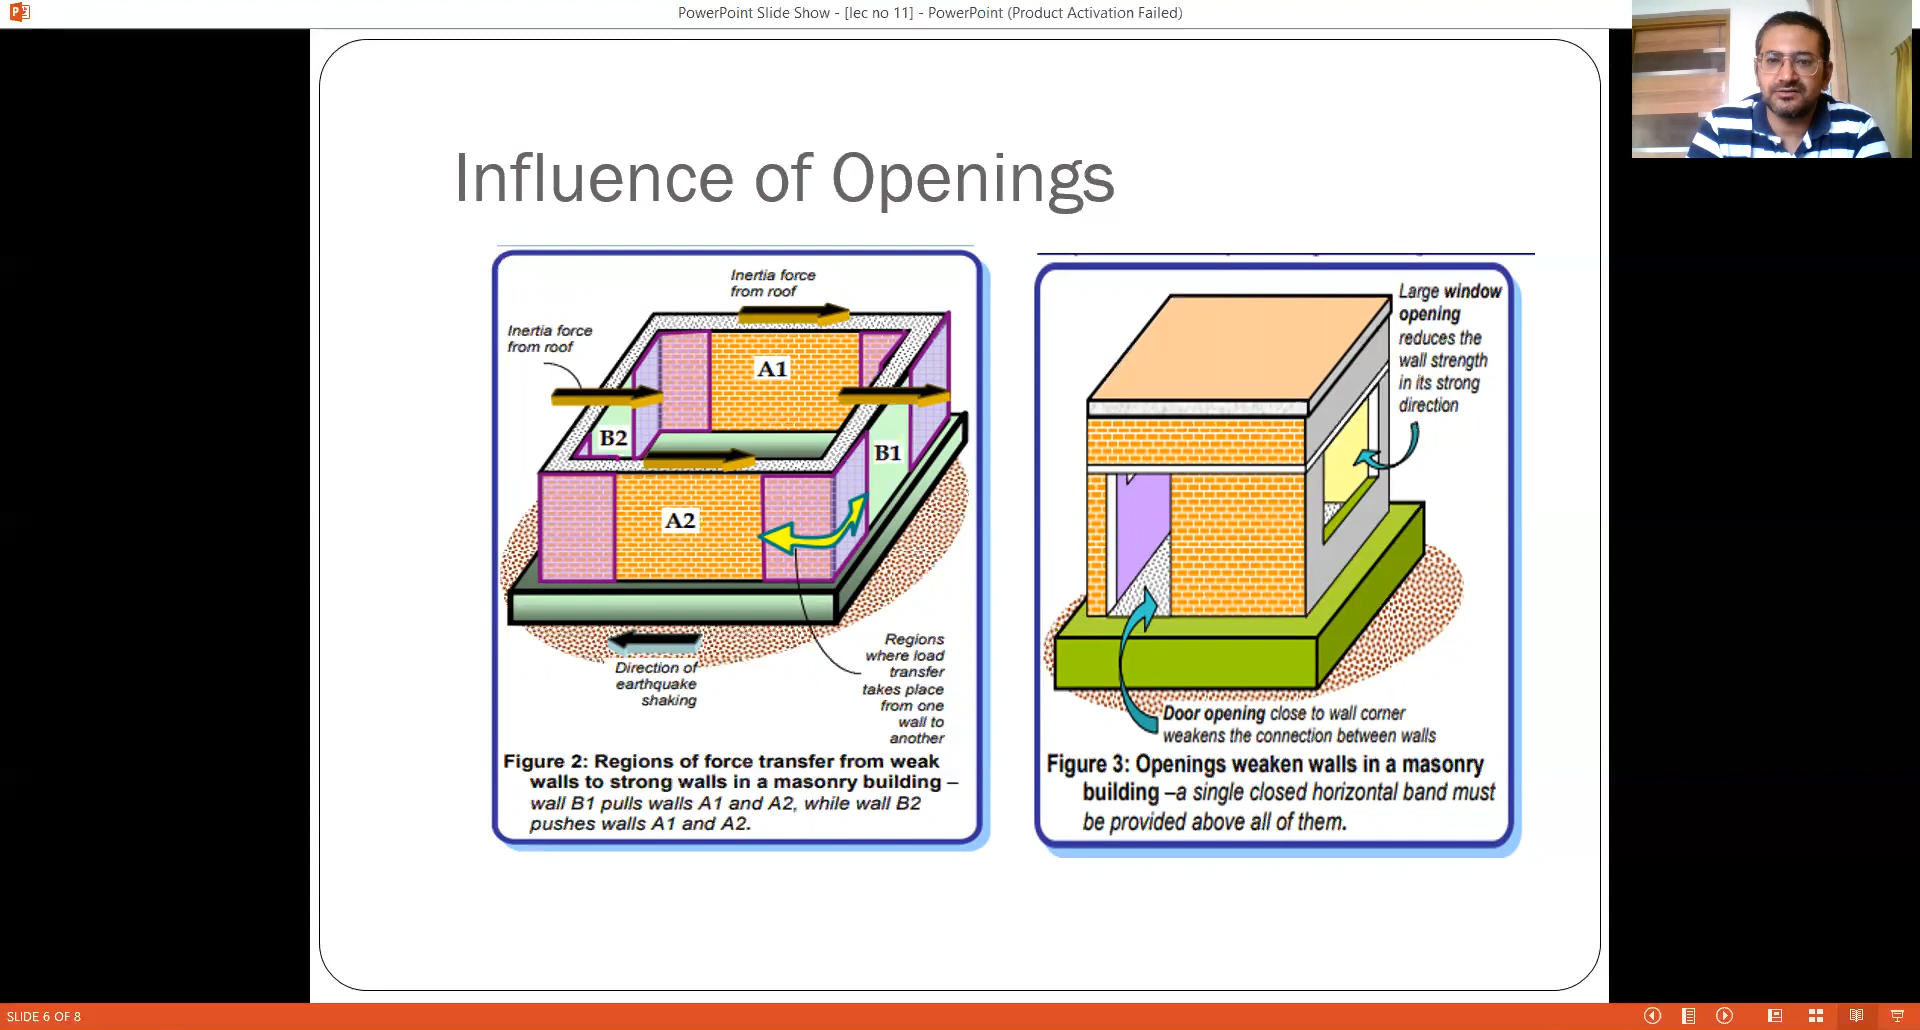 PowerPoint Slide Show - [lec no 11] - PowerPoint (Product Activation Failed)
Influence of Openings
Inertia force
from roof
Inertia force
from roof
A1
B2
B1
A2
Direction of
earthquake
shaking
Regions
where load
transfer
takes place
from one
wall to
another
Figure 2: Regions of force transfer from weak
walls to strong walls in a masonry building –
wall B1 pulls walls A1 and A2, while wall B2
pushes walls A1 and A2.
Large window
opening
reduces the
wall strength
in its strong
direction
Door opening close to wall corner
weakens the connection between walls
Figure 3: Openings weaken walls in a masonry
building –a single closed horizontal band must
be provided above all of them.
SLIDE 6 OF 8